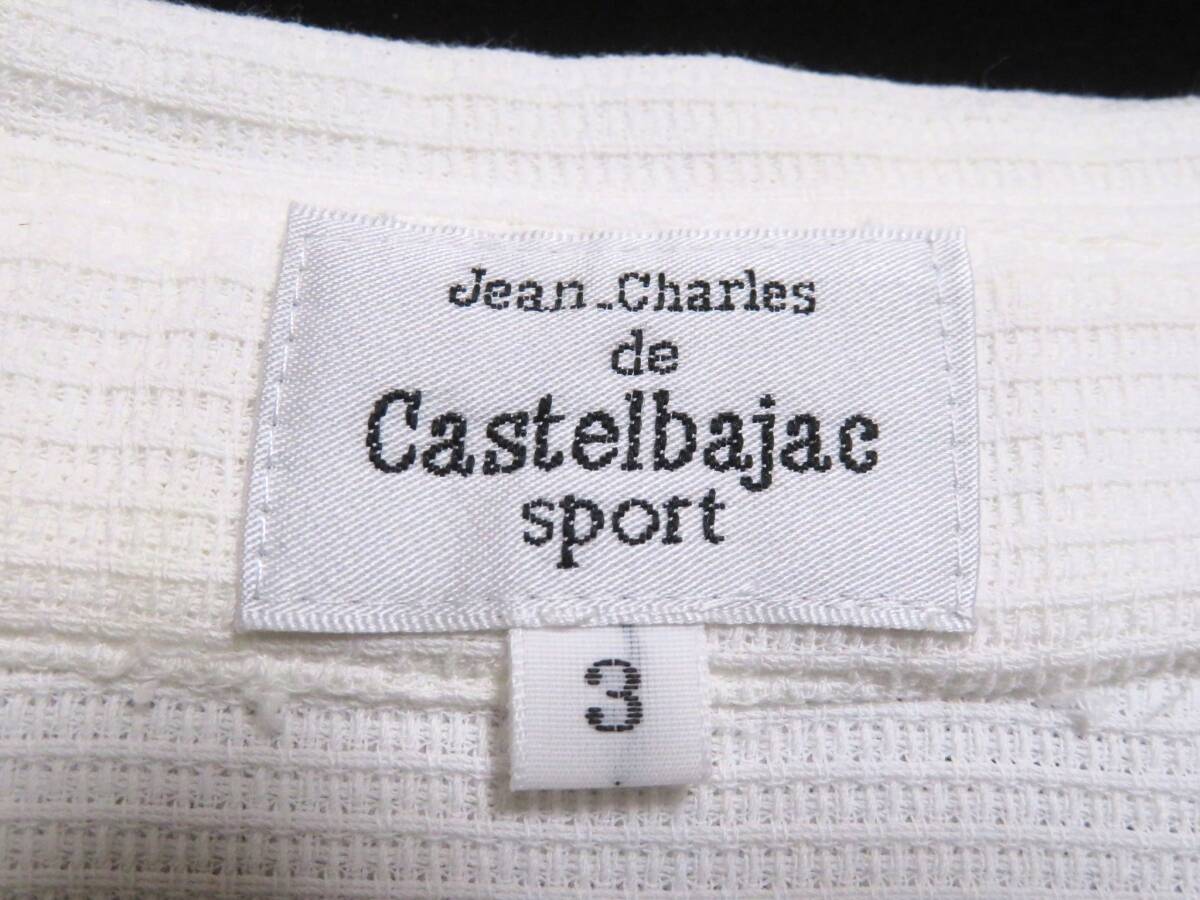 Jean-Charles
de
Castelbajac
sport
3